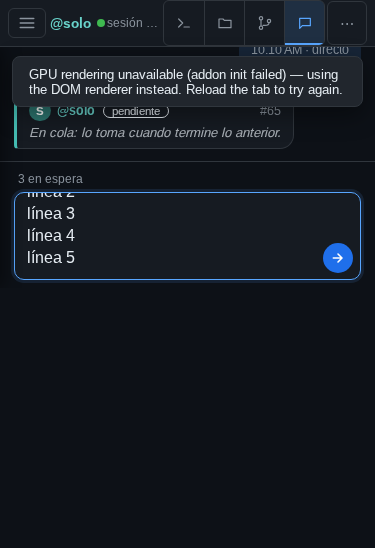 @solo sesión ...
10:10 AM · directo
GPU rendering unavailable (addon init failed) — using
the DOM renderer instead. Reload the tab to try again.
S @solo pendiente #65
En cola: lo toma cuando termine lo anterior.
3 en espera
línea 2
línea 3
línea 4
línea 5